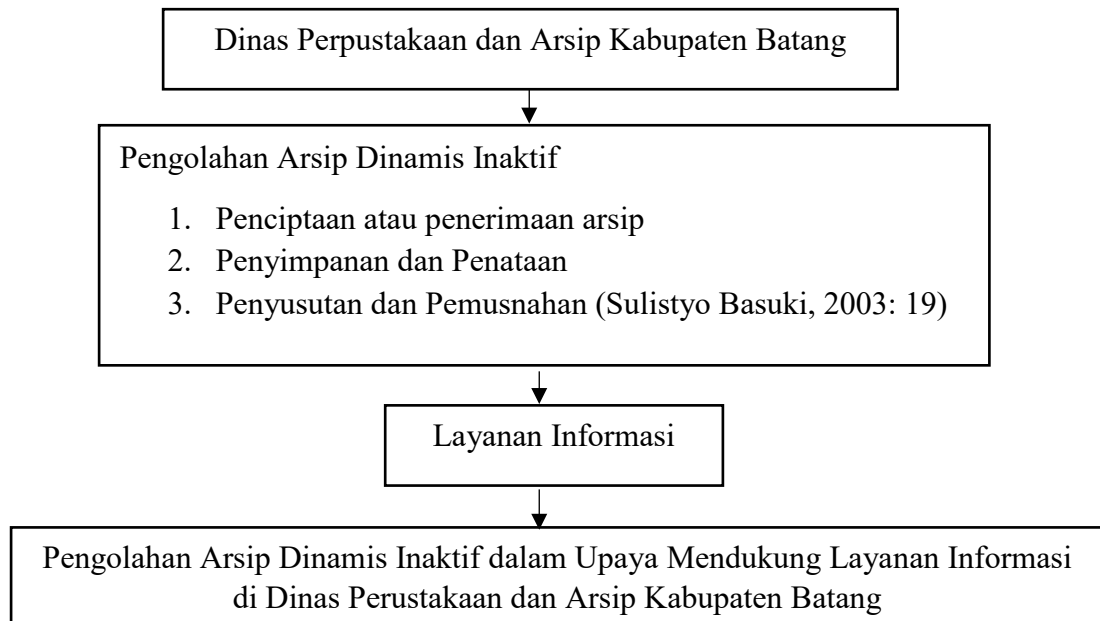 Dinas Perpustakaan dan Arsip Kabupaten Batang
Pengolahan Arsip Dinamis Inaktif
1. Penciptaan atau penerimaan arsip
2. Penyimpanan dan Penataan
3. Penyusutan dan Pemusnahan (Sulistyo Basuki, 2003: 19)
Layanan Informasi
Pengolahan Arsip Dinamis Inaktif dalam Upaya Mendukung Layanan Informasi
di Dinas Perustakaan dan Arsip Kabupaten Batang